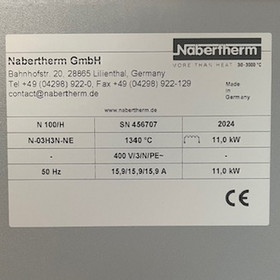 Nabertherm GmbH
Bahnhofstr. 20, 28865 Lilienthal, Germany
Tel +49 (04298) 922-0, Fax +49 (04298) 922-129
contact@nabertherm.de
Nabertherm
MORE THAN HEAT 30-3000 °C
Made in Germany
www.nabertherm.de
N 100/H SN 456707 2024
N-03H3N-NE 1340 °C 11,0 kW
- 400 V/3/N/PE~ -
50 Hz 15,9/15,9/15,9 A 11,0 kW
CE